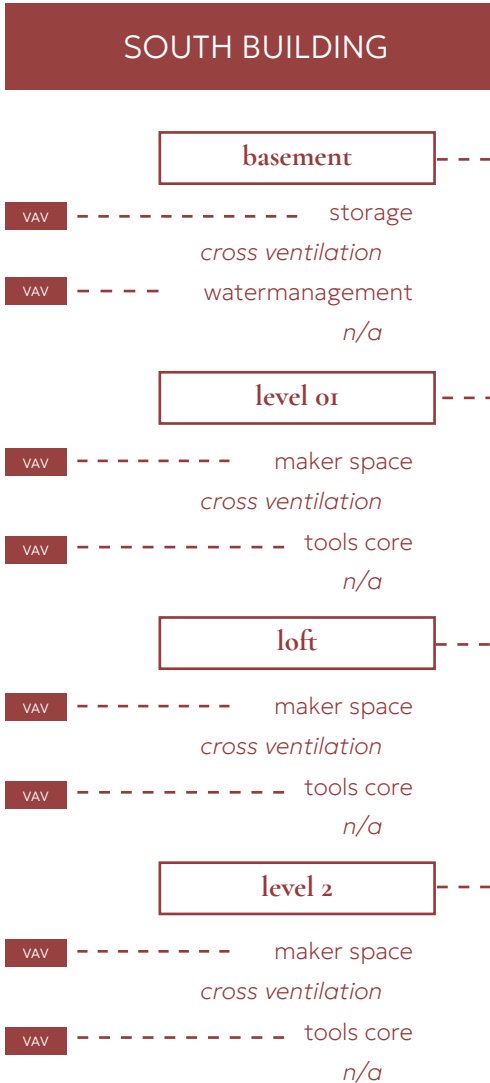 SOUTH BUILDING
basement
VAV storage
cross ventilation
VAV watermanagement
n/a
level 01
VAV maker space
cross ventilation
VAV tools core
n/a
loft
VAV maker space
cross ventilation
VAV tools core
n/a
level 2
VAV maker space
cross ventilation
VAV tools core
n/a